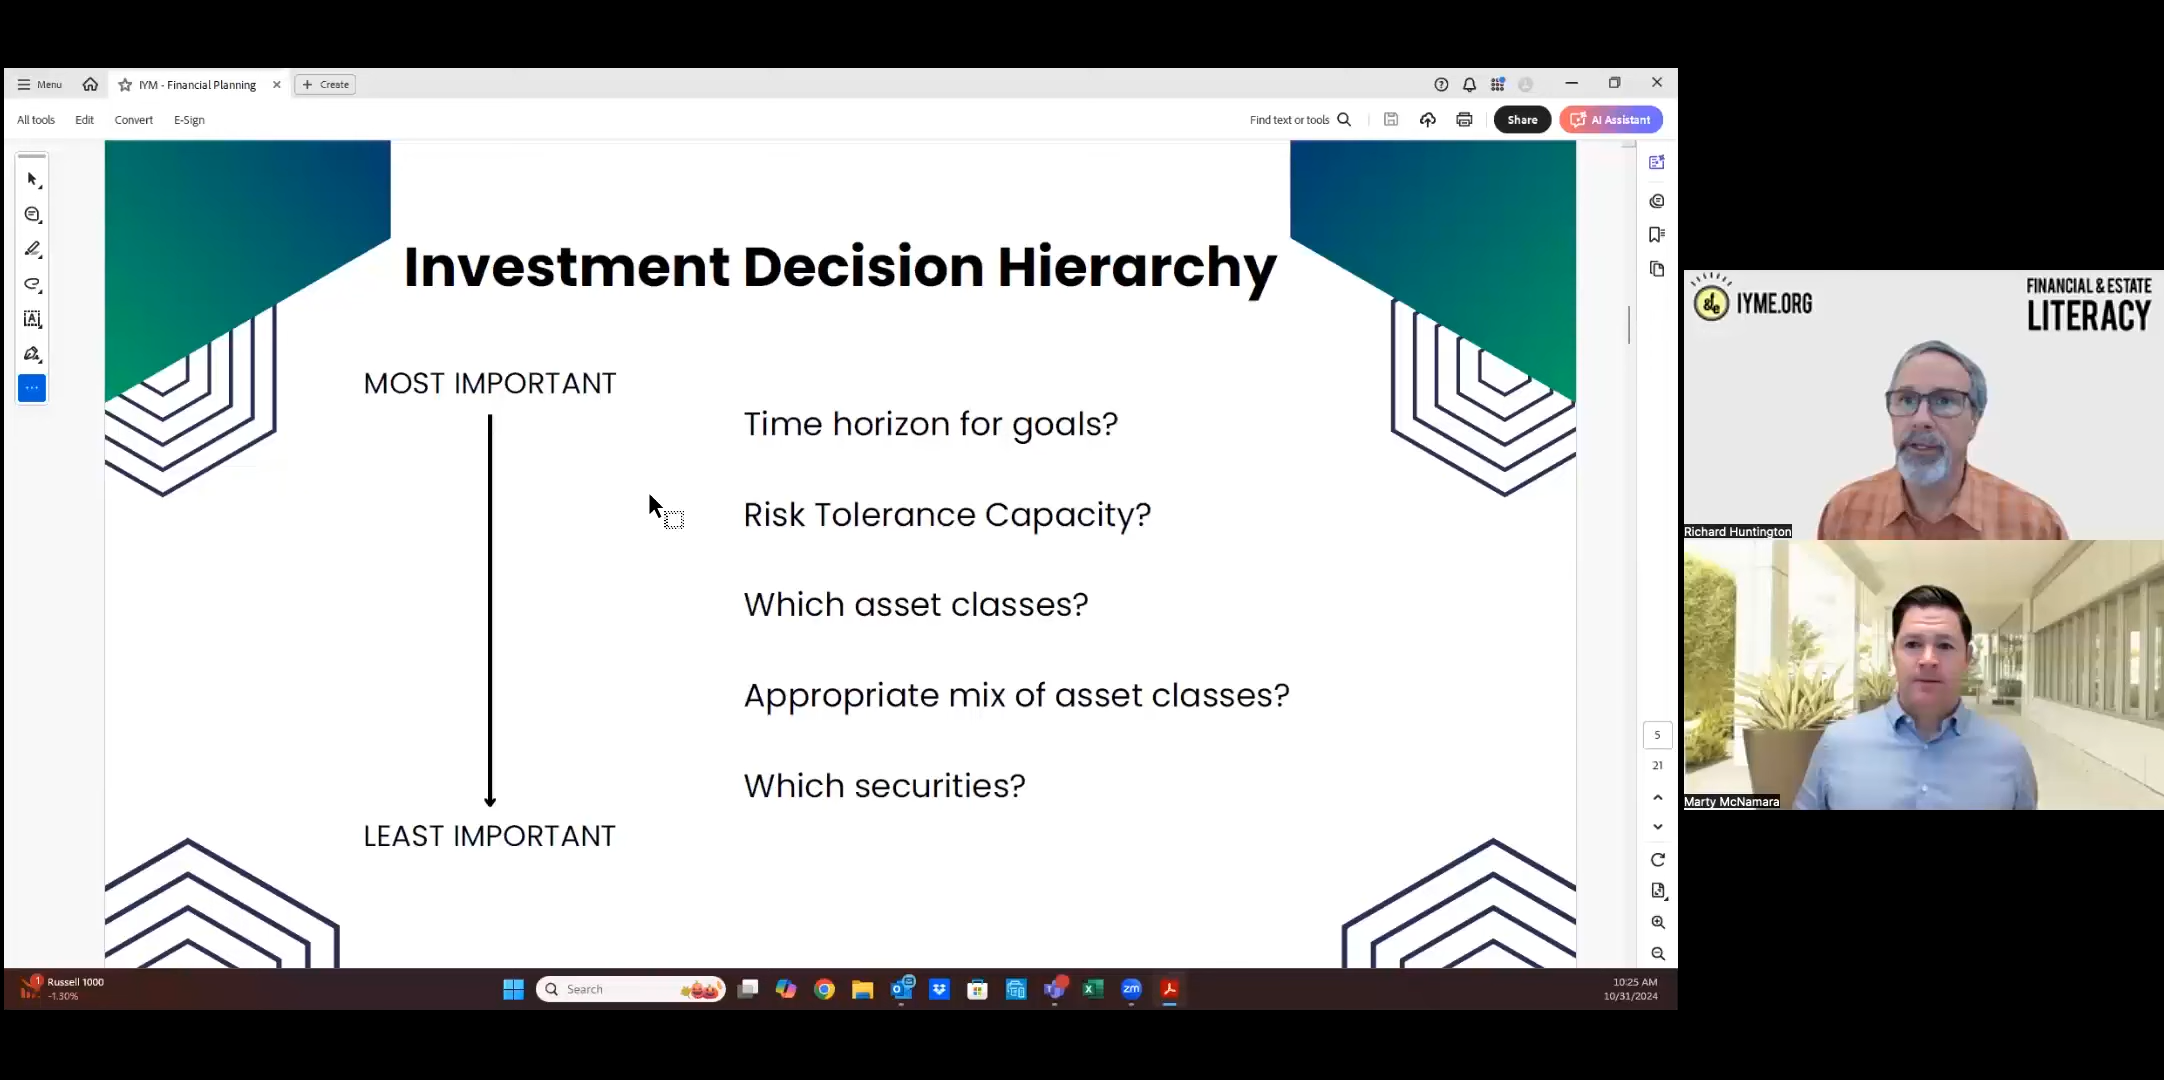 Menu
IYM - Financial Planning
Create
All tools
Edit
Convert
E-Sign
Find text or tools
Share
AI Assistant
Investment Decision Hierarchy
MOST IMPORTANT
Time horizon for goals?
Risk Tolerance Capacity?
Which asset classes?
Appropriate mix of asset classes?
Which securities?
LEAST IMPORTANT
5
21
IYME.ORG
FINANCIAL & ESTATE
LITERACY
Richard Huntington
Marty McNamara
1
Russell 1000
-1.30%
Search
zm
10:25 AM
10/31/2024